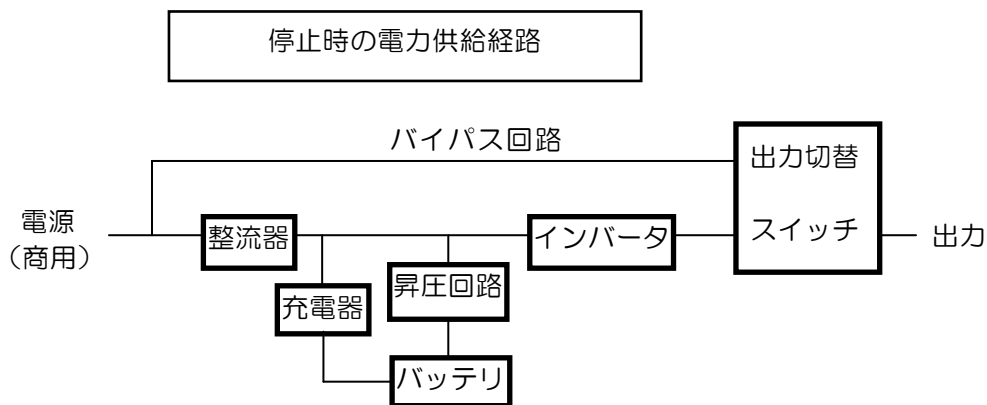 停止時の電力供給経路
バイパス回路
出力切替
スイッチ
電源
（商用）
整流器
インバータ
出力
充電器
昇圧回路
バッテリ